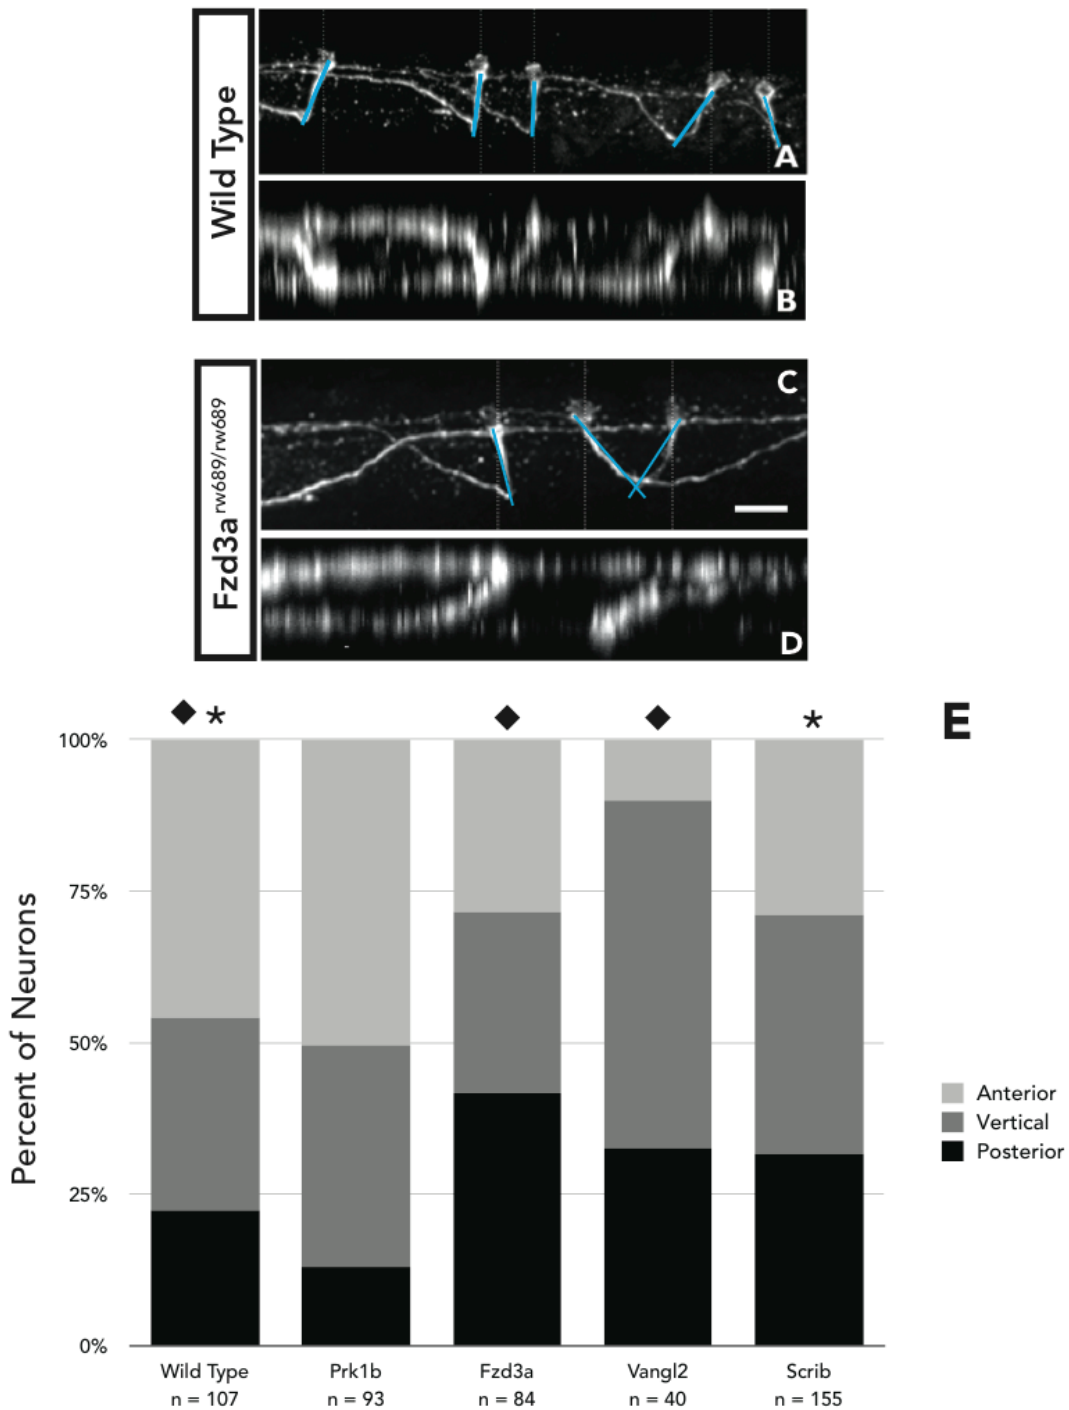 Wild Type
A
B
Fzd3a rw689/rw689
C
D
E
◆ *
◆
◆
*
100%
75%
50%
25%
0%
Percent of Neurons
Anterior
Vertical
Posterior
Wild Type
n = 107
Prk1b
n = 93
Fzd3a
n = 84
Vangl2
n = 40
Scrib
n = 155